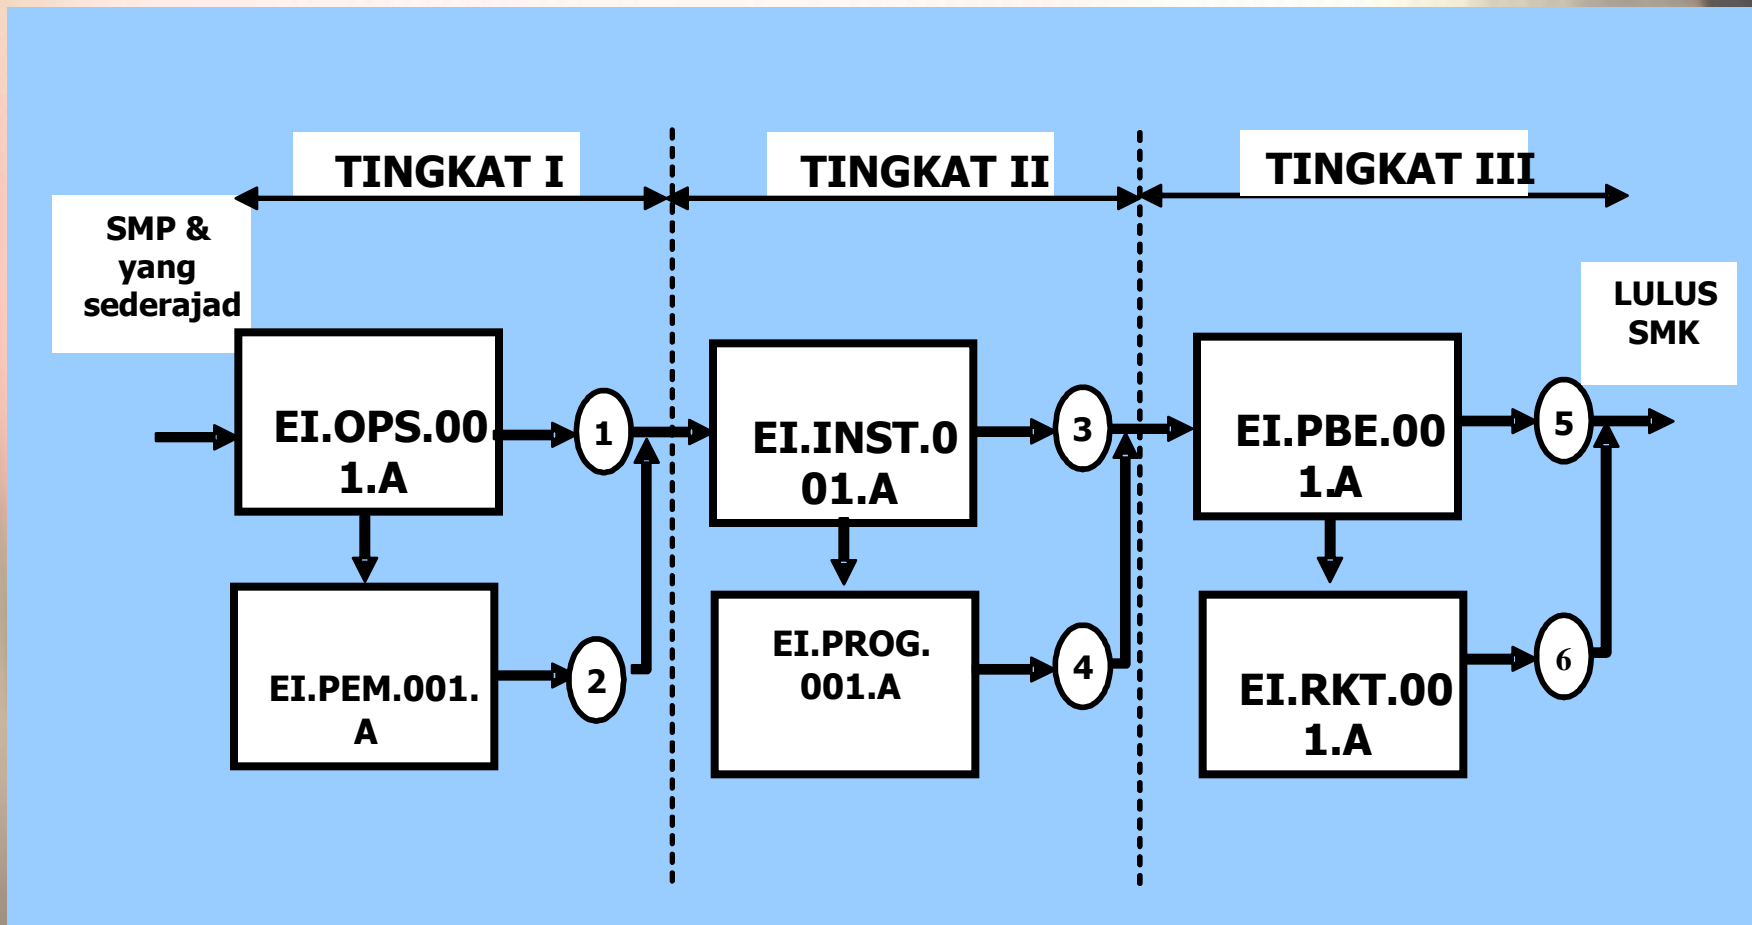 TINGKAT I
TINGKAT II
TINGKAT III
SMP &
yang
sederajad
LULUS
SMK
EI.OPS.00
1.A
1
EI.INST.0
01.A
3
EI.PBE.00
1.A
5
EI.PEM.001.
A
2
EI.PROG.
001.A
4
EI.RKT.00
1.A
6